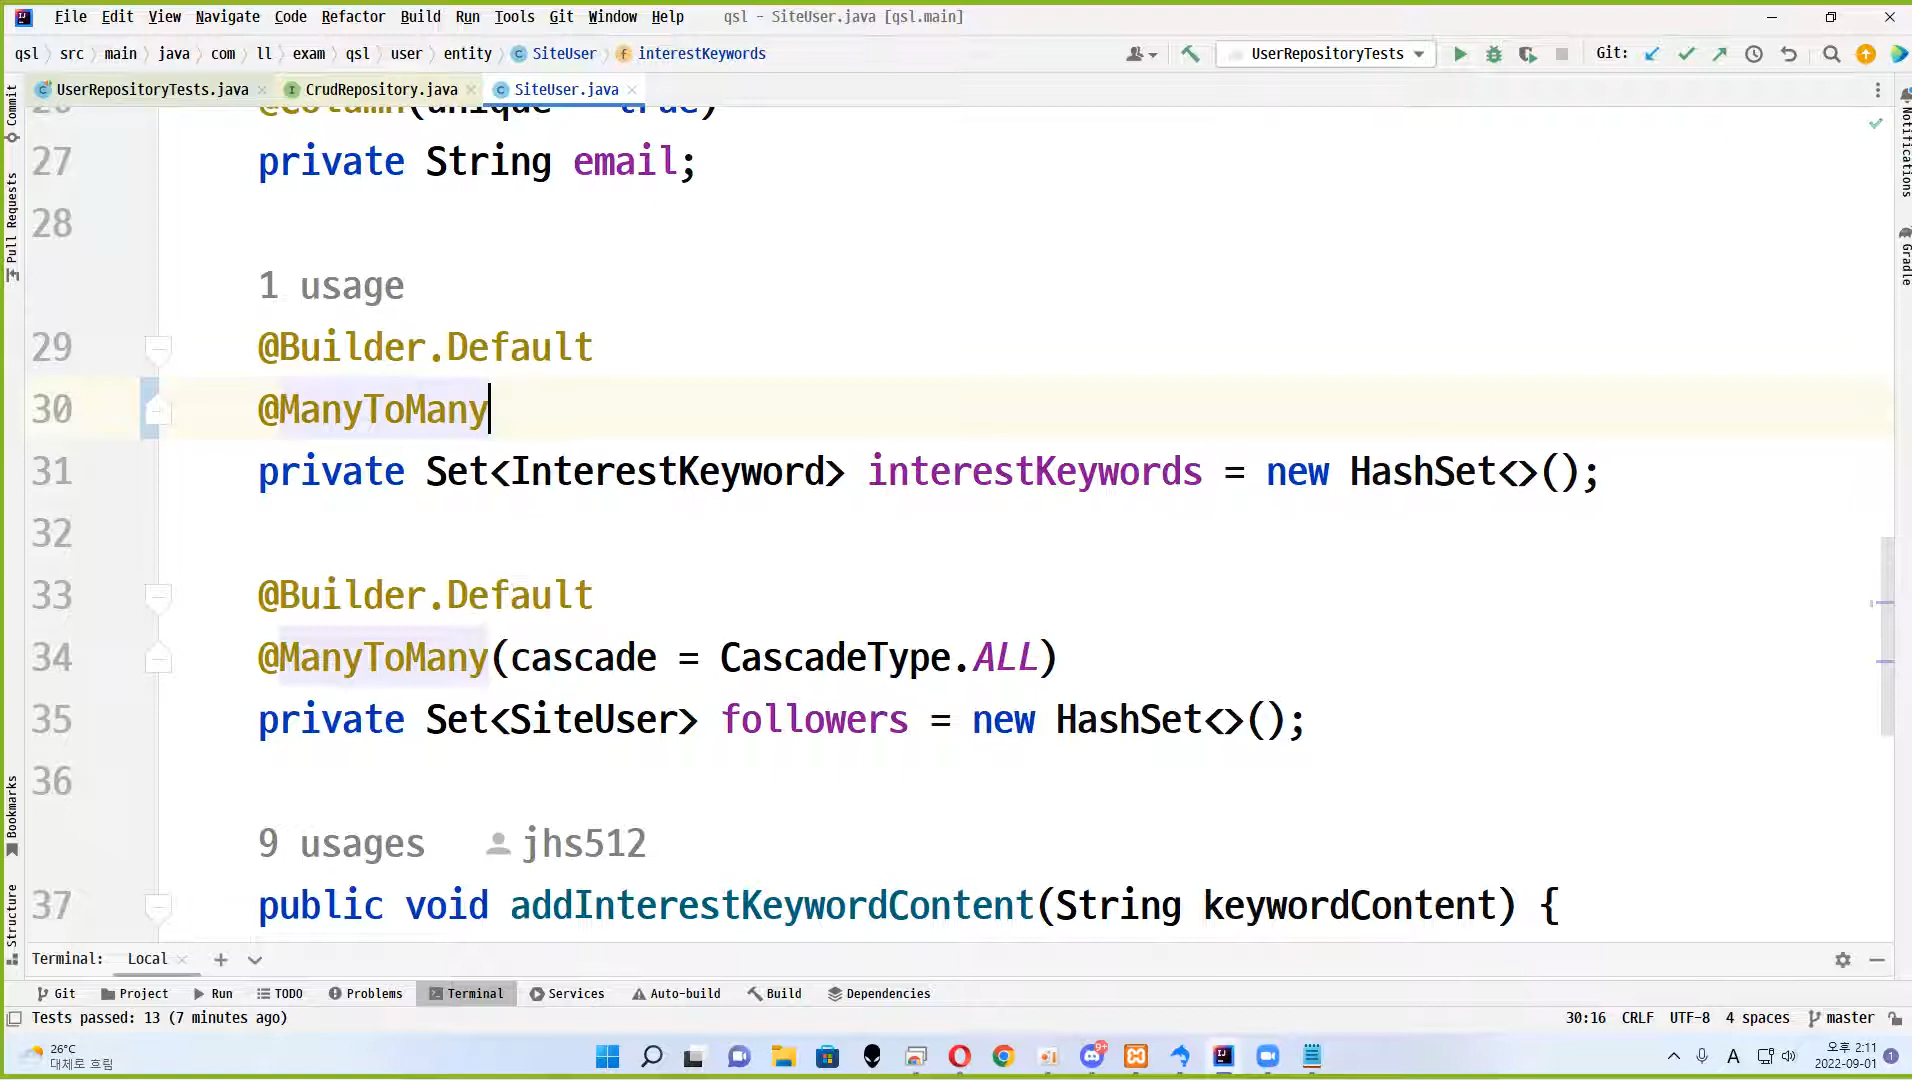 File Edit View Navigate Code Refactor Build Run Tools Git Window Help qsl - SiteUser.java [qsl.main]
qsl src main java com ll exam qsl user entity SiteUser interestKeywords UserRepositoryTests Git:
UserRepositoryTests.java CrudRepository.java SiteUser.java
Commit
Pull Requests
Bookmarks
Structure
Notifications
Gradle
27 private String email;
28
1 usage
29 @Builder.Default
30 @ManyToMany
31 private Set<InterestKeyword> interestKeywords = new HashSet<>();
32
33 @Builder.Default
34 @ManyToMany(cascade = CascadeType.ALL)
35 private Set<SiteUser> followers = new HashSet<>();
36
9 usages jhs512
37 public void addInterestKeywordContent(String keywordContent) {
Terminal: Local
Git Project Run TODO Problems Terminal Services Auto-build Build Dependencies
Tests passed: 13 (7 minutes ago) 30:16 CRLF UTF-8 4 spaces master
26°C
대체로 흐림
A
오후 2:11
2022-09-01
1
9+